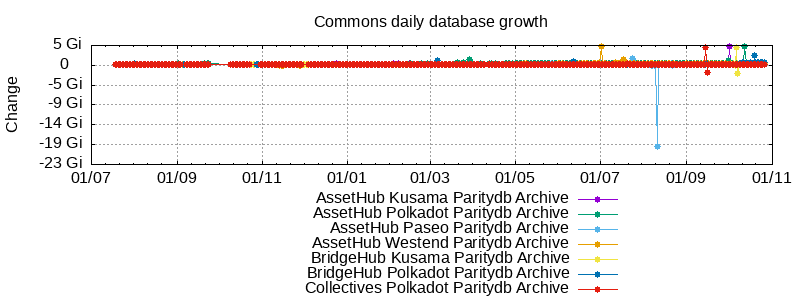 Commons daily database growth
Change
5 Gi
0
-5 Gi
-9 Gi
-14 Gi
-19 Gi
-23 Gi
01/07 01/09 01/11 01/01 01/03 01/05 01/07 01/09 01/11
AssetHub Kusama Paritydb Archive
AssetHub Polkadot Paritydb Archive
AssetHub Paseo Paritydb Archive
AssetHub Westend Paritydb Archive
BridgeHub Kusama Paritydb Archive
BridgeHub Polkadot Paritydb Archive
Collectives Polkadot Paritydb Archive